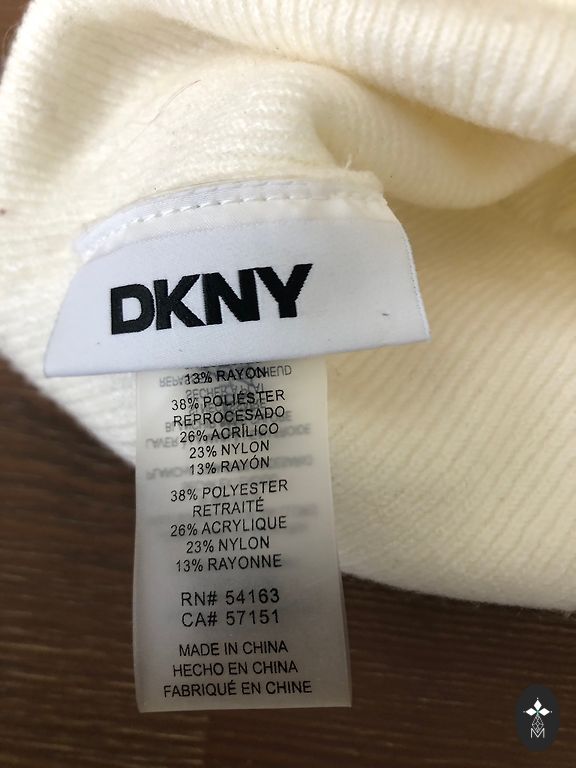 DKNY
13% RAYON
38% POLIÉSTER
REPROCESADO
26% ACRÍLICO
23% NYLON
13% RAYÓN
38% POLYESTER
RETRAITÉ
26% ACRYLIQUE
23% NYLON
13% RAYONNE
RN# 54163
CA# 57151
MADE IN CHINA
HECHO EN CHINA
FABRIQUÉ EN CHINE
M